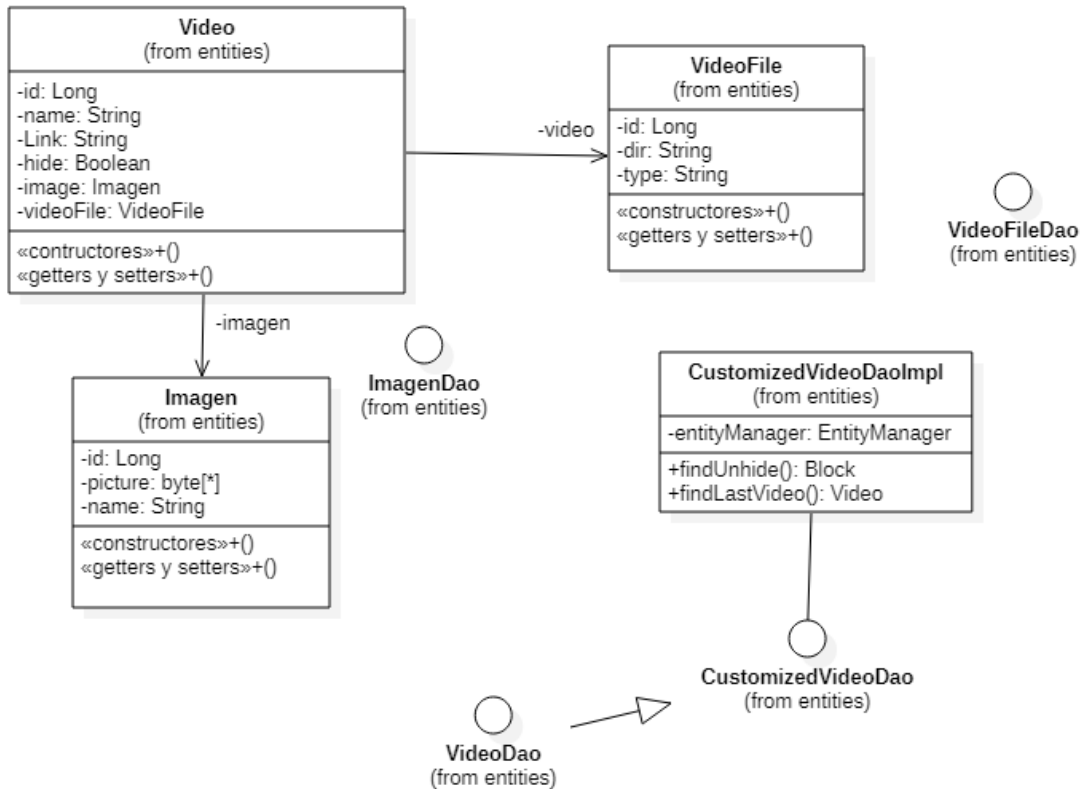 Video
(from entities)
-id: Long
-name: String
-Link: String
-hide: Boolean
-image: Imagen
-videoFile: VideoFile
«contructores»+()
«getters y setters»+()
-video
VideoFile
(from entities)
-id: Long
-dir: String
-type: String
«constructores»+()
«getters y setters»+()
VideoFileDao
(from entities)
-imagen
ImagenDao
(from entities)
Imagen
(from entities)
-id: Long
-picture: byte[*]
-name: String
«constructores»+()
«getters y setters»+()
CustomizedVideoDaoImpl
(from entities)
-entityManager: EntityManager
+findUnhide(): Block
+findLastVideo(): Video
CustomizedVideoDao
(from entities)
VideoDao
(from entities)